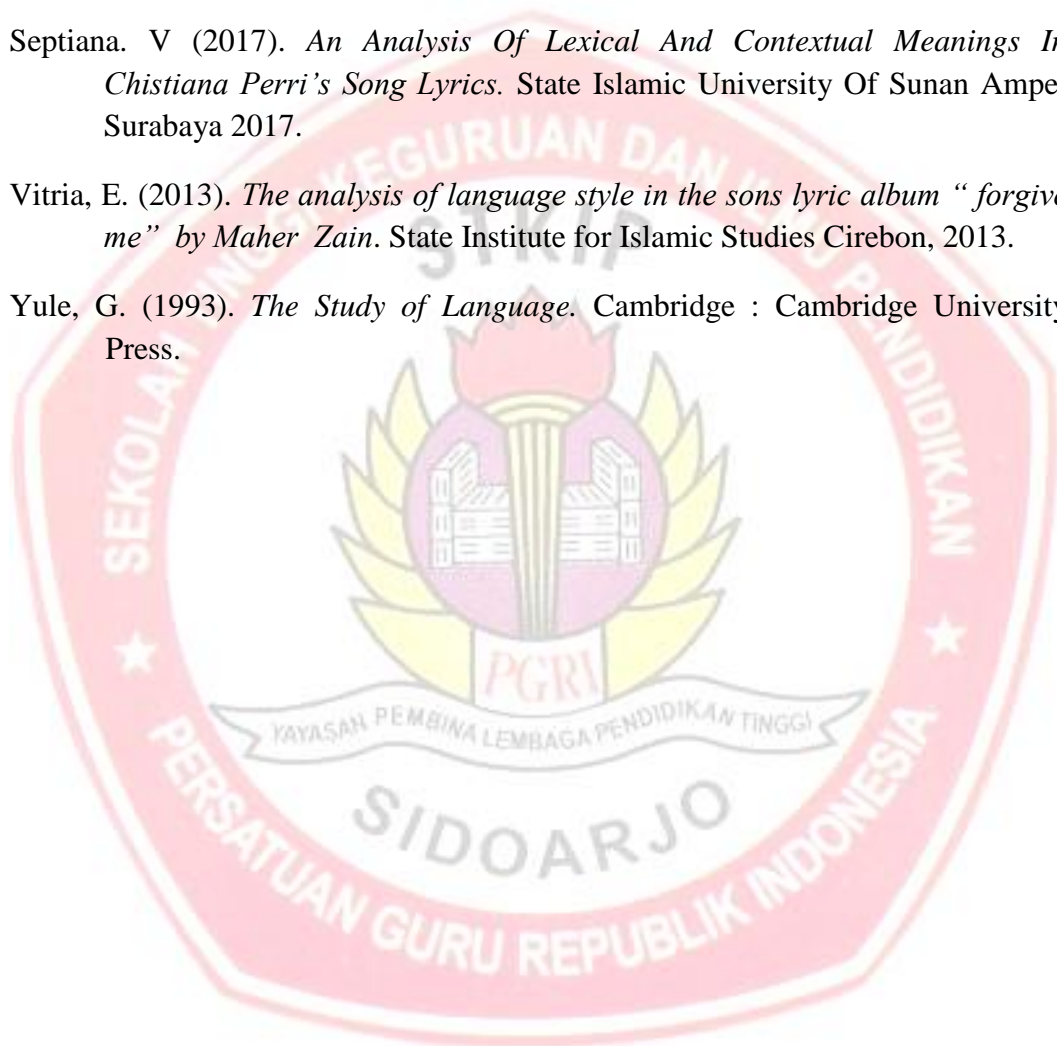 Septiana. V (2017). An Analysis Of Lexical And Contextual Meanings In
Chistiana Perri’s Song Lyrics. State Islamic University Of Sunan Ampe
Surabaya 2017.
Vitria, E. (2013). The analysis of language style in the sons lyric album “ forgive
me” by Maher Zain. State Institute for Islamic Studies Cirebon, 2013.
Yule, G. (1993). The Study of Language. Cambridge : Cambridge University
Press.
SEKOLAH TINGGI KEGURUAN DAN ILMU PENDIDIKAN
STKIP
PGRI
YAYASAN PEMBINA LEMBAGA PENDIDIKAN TINGGI
SIDOARJO
PERSATUAN GURU REPUBLIK INDONESIA